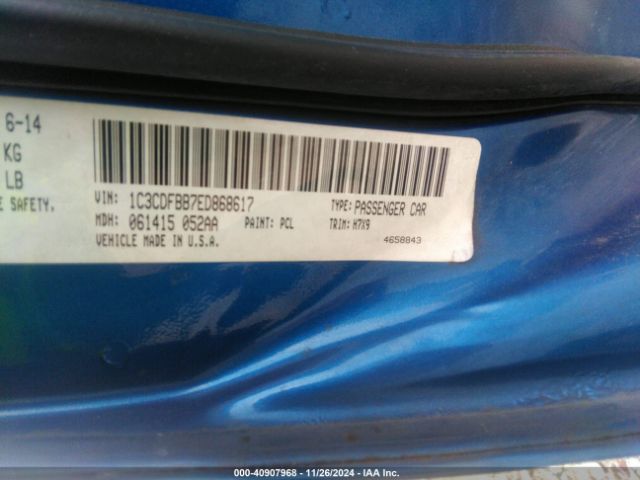 6-14
KG
LB
E SAFETY.
VIN: 1C3CDFBB7ED868617 TYPE: PASSENGER CAR
MDH: 061415 052AA PAINT: PCL TRIM: H7X9
VEHICLE MADE IN U.S.A. 4658843
000-40907968 - 11/26/2024 - IAA Inc.